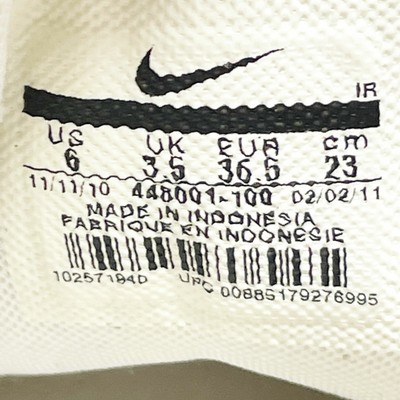 IR
US UK EUR cm
6 3.5 36.5 23
11/11/10 448001-100 02/02/11
MADE IN INDONESIA
FABRIQUE EN INDONESIE
10257184D UPC 00885179276995